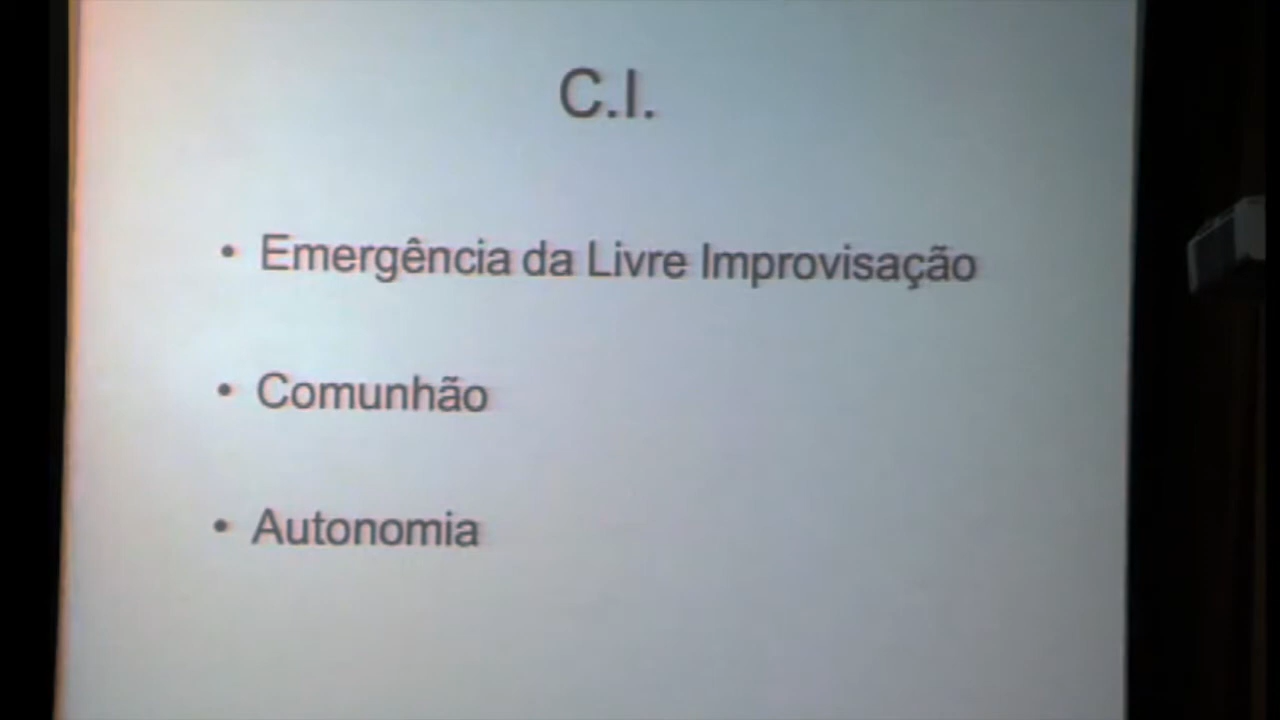 C.I.
• Emergência da Livre Improvisação
• Comunhão
• Autonomia